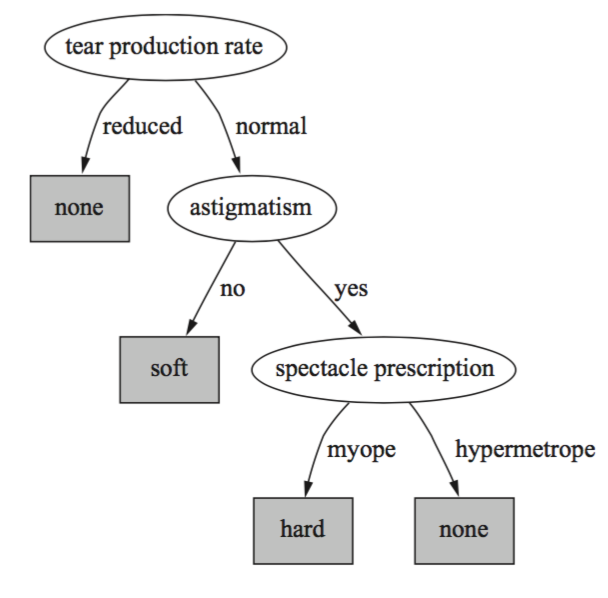 tear production rate
reduced
normal
none
astigmatism
no
yes
soft
spectacle prescription
myope
hypermetrope
hard
none